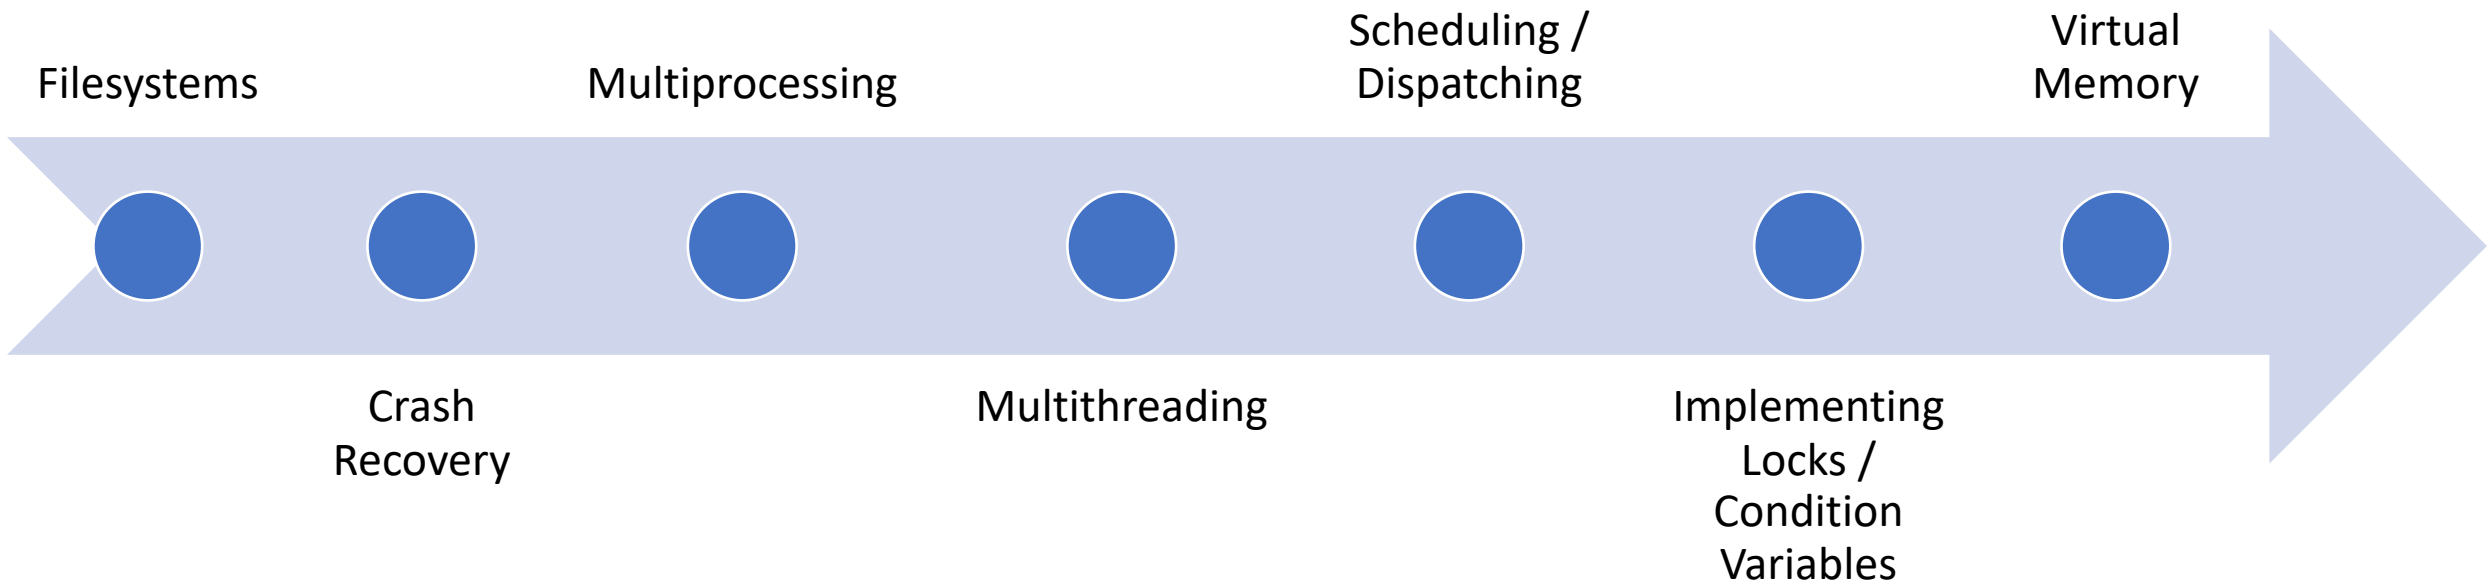 Filesystems
Crash
Recovery
Multiprocessing
Multithreading
Scheduling /
Dispatching
Implementing
Locks /
Condition
Variables
Virtual
Memory